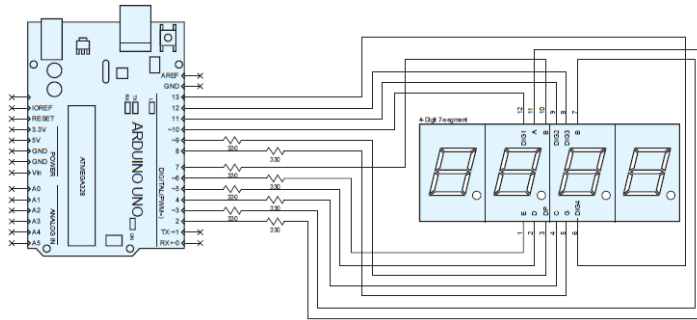 AREF
GND
13
12
11
~10
~9
8
7
~6
~5
4
~3
2
TX→1
RX←0
IOREF
RESET
3.3V
5V
GND
GND
Vin
A0
A1
A2
A3
A4
A5
POWER
ANALOG IN
ATMEGA328
ARDUINO UNO
DIGITAL(PWM~)
RX
TX
L
ON
330
330
330
330
330
330
330
330
4-Digit 7-segment
12 11 10 9 8 7
DIG1 A B DIG2 DIG3 B
E D DP C G DIG4
1 2 3 4 5 6